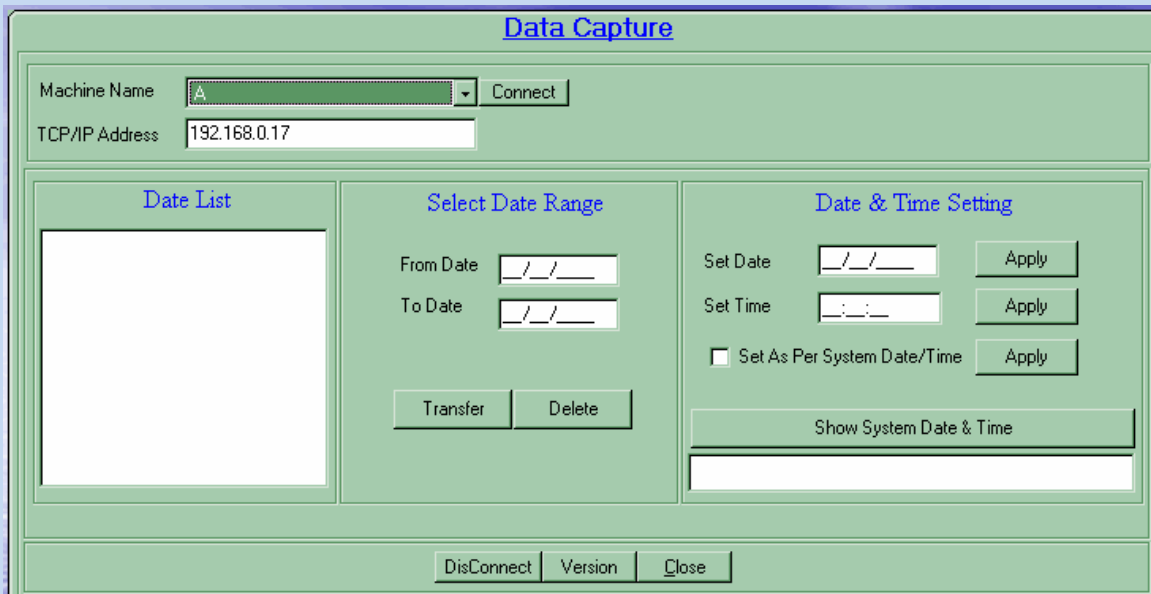 Data Capture
Machine Name A Connect
TCP/IP Address 192.168.0.17
Date List
Select Date Range
From Date __/__/____
To Date __/__/____
Transfer Delete
Date & Time Setting
Set Date __/__/____ Apply
Set Time __:__:__ Apply
Set As Per System Date/Time Apply
Show System Date & Time
DisConnect Version Close